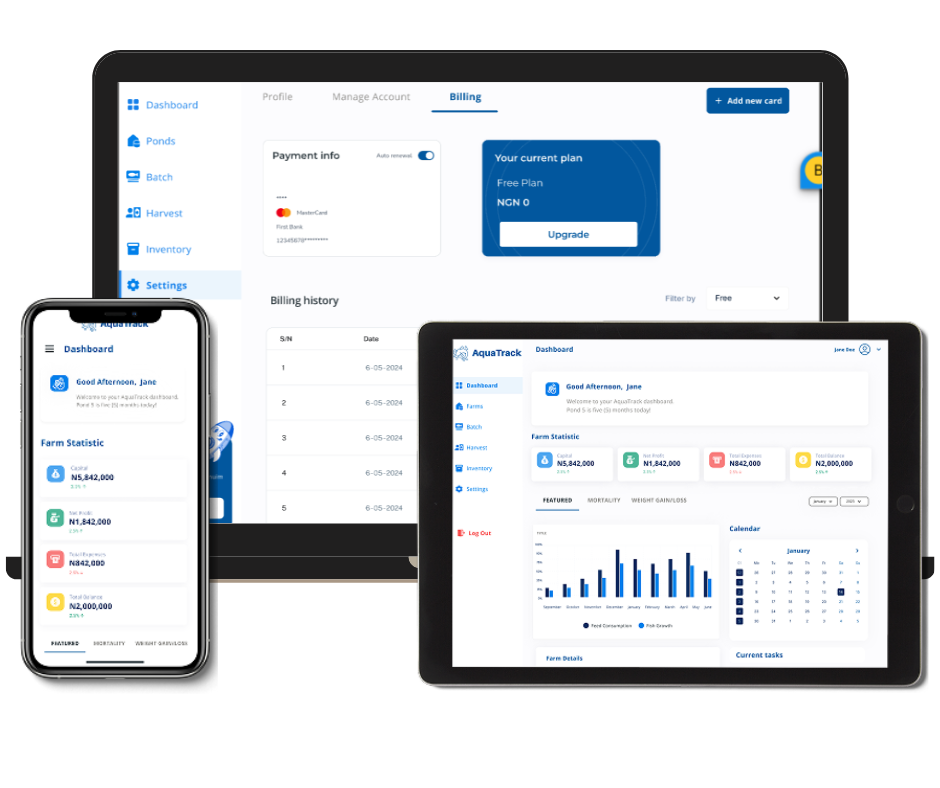 Dashboard
Ponds
Batch
Harvest
Inventory
Settings
Profile Manage Account Billing
+ Add new card
Payment info Auto renewal
****
MasterCard
First Bank
12345678*********
Your current plan
Free Plan
NGN 0
Upgrade
B
Billing history
Filter by Free
S/N Date
1 6-05-2024
2 6-05-2024
3 6-05-2024
4 6-05-2024
5 6-05-2024
AquaTrack
Dashboard
Good Afternoon, Jane
Welcome to your AquaTrack dashboard.
Pond 5 is five (5) months today!
Farm Statistic
Capital
N5,842,000
Net Profit
N1,842,000
Total Expenses
N842,000
Total Balance
N2,000,000
FEATURED MORTALITY WEIGHT GAIN/LOSS
AquaTrack
Dashboard
Jane Doe
Dashboard
Farms
Batch
Harvest
Inventory
Settings
Log Out
Good Afternoon, Jane
Welcome to your AquaTrack dashboard.
Pond 5 is five (5) months today!
Farm Statistic
Capital
N5,842,000
Net Profit
N1,842,000
Total Expenses
N842,000
Total Balance
N2,000,000
FEATURED MORTALITY WEIGHT GAIN/LOSS
January
September October November December January February March April May June
Feed Consumption Fish Growth
Calendar
January
Farm Details
Current tasks